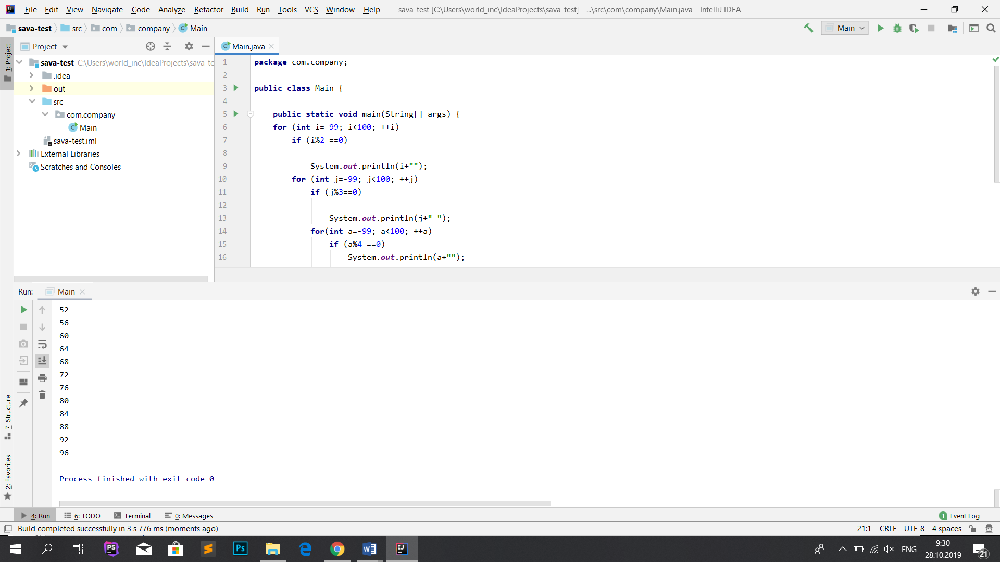 File Edit View Navigate Code Analyze Refactor Build Run Tools VCS Window Help sava-test [C:\Users\world_inc\IdeaProjects\sava-test] - ...\src\com\company\Main.java - IntelliJ IDEA
sava-test src com company Main Main
1: Project
Project
Main.java
sava-test C:\Users\world_inc\IdeaProjects\sava-te
.idea
out
src
com.company
Main
sava-test.iml
External Libraries
Scratches and Consoles
1 package com.company;
2
3 public class Main {
4
5 public static void main(String[] args) {
6 for (int i=-99; i<100; ++i)
7 if (i%2 ==0)
8
9 System.out.println(i+"");
10 for (int j=-99; j<100; ++j)
11 if (j%3==0)
12
13 System.out.println(j+" ");
14 for(int a=-99; a<100; ++a)
15 if (a%4 ==0)
16 System.out.println(a+"");
Run: Main
52
56
60
64
68
72
76
80
84
88
92
96
Process finished with exit code 0
7: Structure
2: Favorites
4: Run 6: TODO Terminal 0: Messages 1 Event Log
Build completed successfully in 3 s 776 ms (moments ago) 21:1 CRLF UTF-8 4 spaces
PS Ps W IJ ENG 9:30
28.10.2019 21